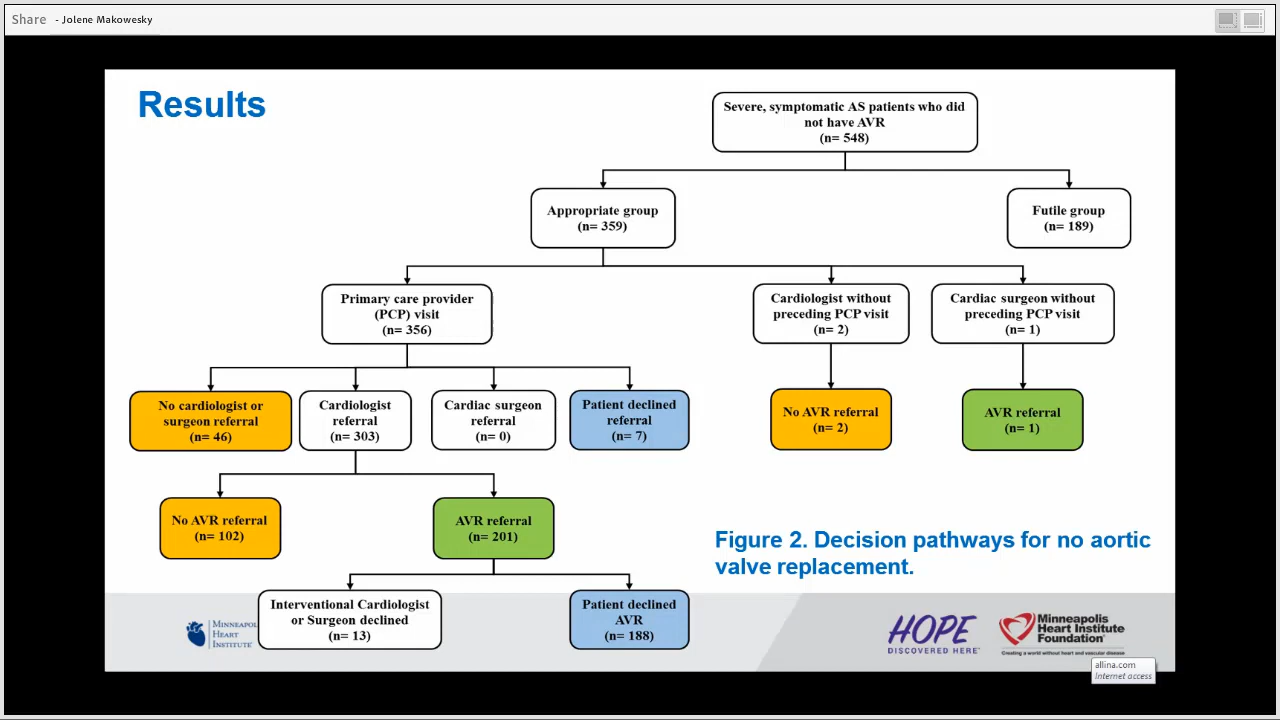 Share - Jolene Makowesky
Results
Severe, symptomatic AS patients who did
not have AVR
(n= 548)
Appropriate group
(n= 359)
Futile group
(n= 189)
Primary care provider
(PCP) visit
(n= 356)
Cardiologist without
preceding PCP visit
(n= 2)
Cardiac surgeon without
preceding PCP visit
(n= 1)
No cardiologist or
surgeon referral
(n= 46)
Cardiologist
referral
(n= 303)
Cardiac surgeon
referral
(n= 0)
Patient declined
referral
(n= 7)
No AVR referral
(n= 2)
AVR referral
(n= 1)
No AVR referral
(n= 102)
AVR referral
(n= 201)
Figure 2. Decision pathways for no aortic
valve replacement.
Interventional Cardiologist
or Surgeon declined
(n= 13)
Patient declined
AVR
(n= 188)
HEART
INSTITUTE
HOPE
DISCOVERED HERE
Minneapolis
Heart Institute
Foundation
Creating a world without heart and vascular disease
allina.com
Internet access